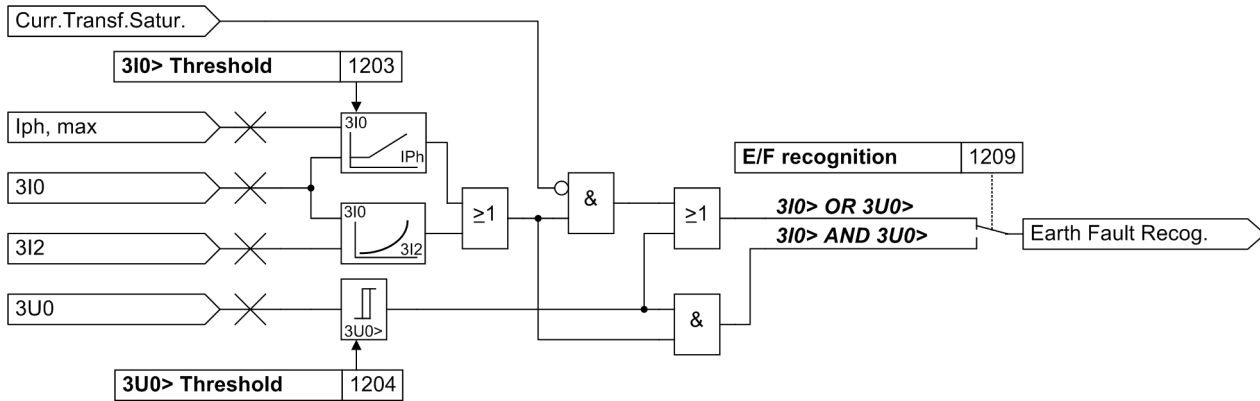 Curr.Transf.Satur.
3I0> Threshold 1203
Iph, max
3I0
IPh
E/F recognition 1209
3I0
&
≥1
3I0> OR 3U0>
3I0
3I2
≥1
3I0> AND 3U0>
Earth Fault Recog.
3I2
3U0
3U0>
&
3U0> Threshold 1204